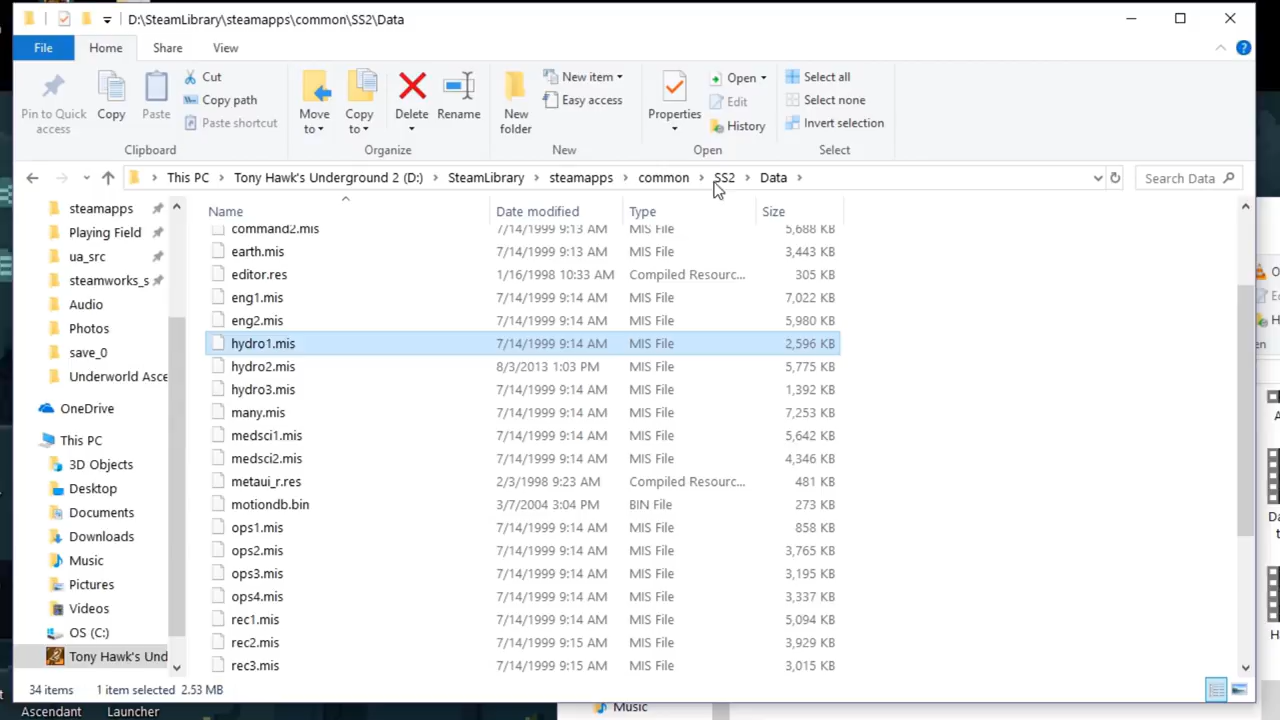 D:\SteamLibrary\steamapps\common\SS2\Data
File Home Share View
Pin to Quick access
Copy
Paste
Cut
Copy path
Paste shortcut
Clipboard
Move to
Copy to
Delete
Rename
Organize
New folder
New item
Easy access
New
Properties
Open
Edit
History
Open
Select all
Select none
Invert selection
Select
This PC > Tony Hawk's Underground 2 (D:) > SteamLibrary > steamapps > common > SS2 > Data >
Search Data
steamapps
Playing Field
ua_src
steamworks_s
Audio
Photos
save_0
Underworld Asce
OneDrive
This PC
3D Objects
Desktop
Documents
Downloads
Music
Pictures
Videos
OS (C:)
Tony Hawk's Und
Name Date modified Type Size
command2.mis 7/14/1999 9:13 AM MIS File 5,688 KB
earth.mis 7/14/1999 9:13 AM MIS File 3,443 KB
editor.res 1/16/1998 10:33 AM Compiled Resourc... 305 KB
eng1.mis 7/14/1999 9:14 AM MIS File 7,022 KB
eng2.mis 7/14/1999 9:14 AM MIS File 5,980 KB
hydro1.mis 7/14/1999 9:14 AM MIS File 2,596 KB
hydro2.mis 8/3/2013 1:03 PM MIS File 5,775 KB
hydro3.mis 7/14/1999 9:14 AM MIS File 1,392 KB
many.mis 7/14/1999 9:14 AM MIS File 7,253 KB
medsci1.mis 7/14/1999 9:14 AM MIS File 5,642 KB
medsci2.mis 7/14/1999 9:14 AM MIS File 4,346 KB
metaui_r.res 2/3/1998 9:23 AM Compiled Resourc... 481 KB
motiondb.bin 3/7/2004 3:04 PM BIN File 273 KB
ops1.mis 7/14/1999 9:14 AM MIS File 858 KB
ops2.mis 7/14/1999 9:14 AM MIS File 3,765 KB
ops3.mis 7/14/1999 9:14 AM MIS File 3,195 KB
ops4.mis 7/14/1999 9:14 AM MIS File 3,337 KB
rec1.mis 7/14/1999 9:14 AM MIS File 5,094 KB
rec2.mis 7/14/1999 9:15 AM MIS File 3,929 KB
rec3.mis 7/14/1999 9:15 AM MIS File 3,015 KB
34 items 1 item selected 2.53 MB
Ascendant Launcher
Music